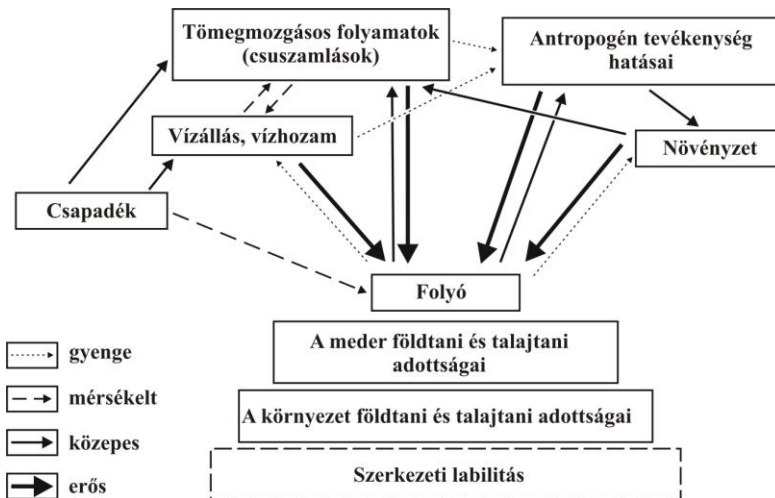 Tömegmozgásos folyamatok
(csuszamlások)
Antropogén tevékenység
hatásai
Vízállás, vízhozam
Növényzet
Csapadék
Folyó
A meder földtani és talajtani
adottságai
A környezet földtani és talajtani adottságai
Szerkezeti labilitás
gyenge
mérsékelt
közepes
erős